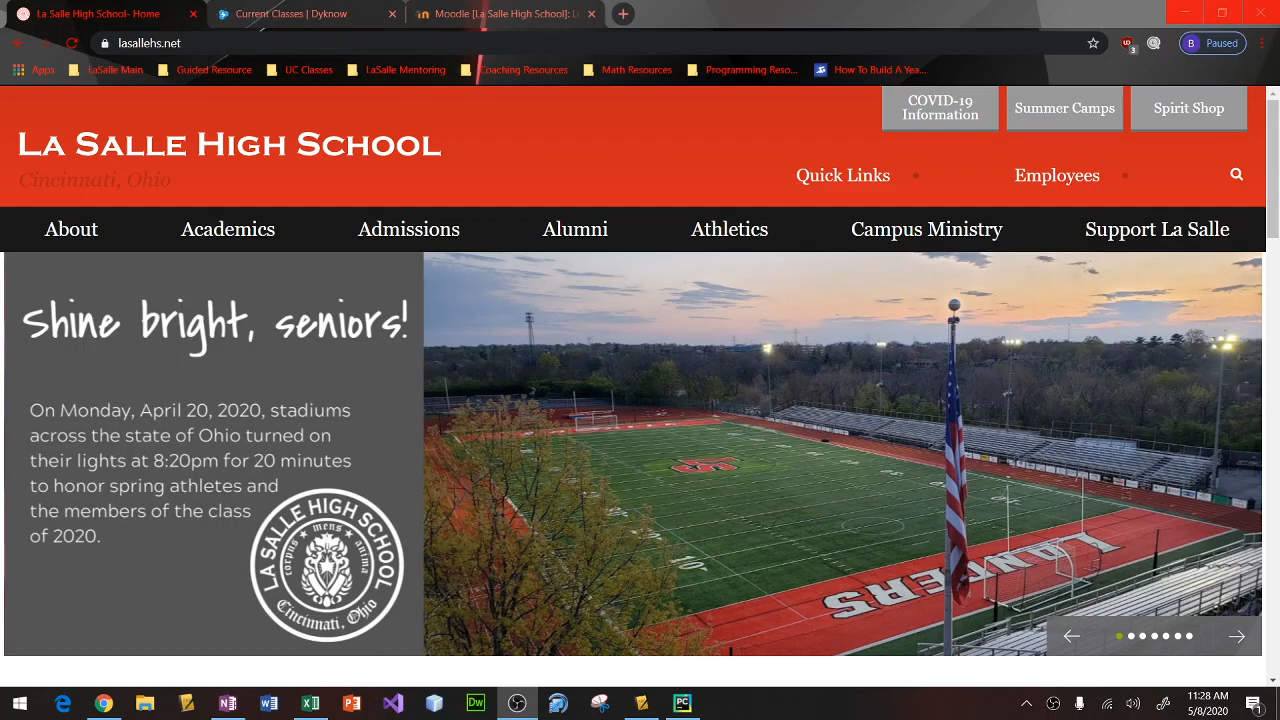 La Salle High School- Home
Current Classes | Dyknow
Moodle [La Salle High School]: L
lasallehs.net
3
B Paused
Apps
LaSalle Main
Guided Resource
UC Classes
LaSalle Mentoring
Coaching Resources
Math Resources
Programming Reso...
How To Build A Yea...
COVID-19
Information
Summer Camps
Spirit Shop
LA SALLE HIGH SCHOOL
Cincinnati, Ohio
Quick Links
Employees
About
Academics
Admissions
Alumni
Athletics
Campus Ministry
Support La Salle
Shine bright, seniors!
On Monday, April 20, 2020, stadiums
across the state of Ohio turned on
their lights at 8:20pm for 20 minutes
to honor spring athletes and
the members of the class
of 2020.
LA SALLE HIGH SCHOOL
corpus mens anima
Cincinnati, Ohio
LANCERS
Dw
PC
11:28 AM
5/8/2020
1